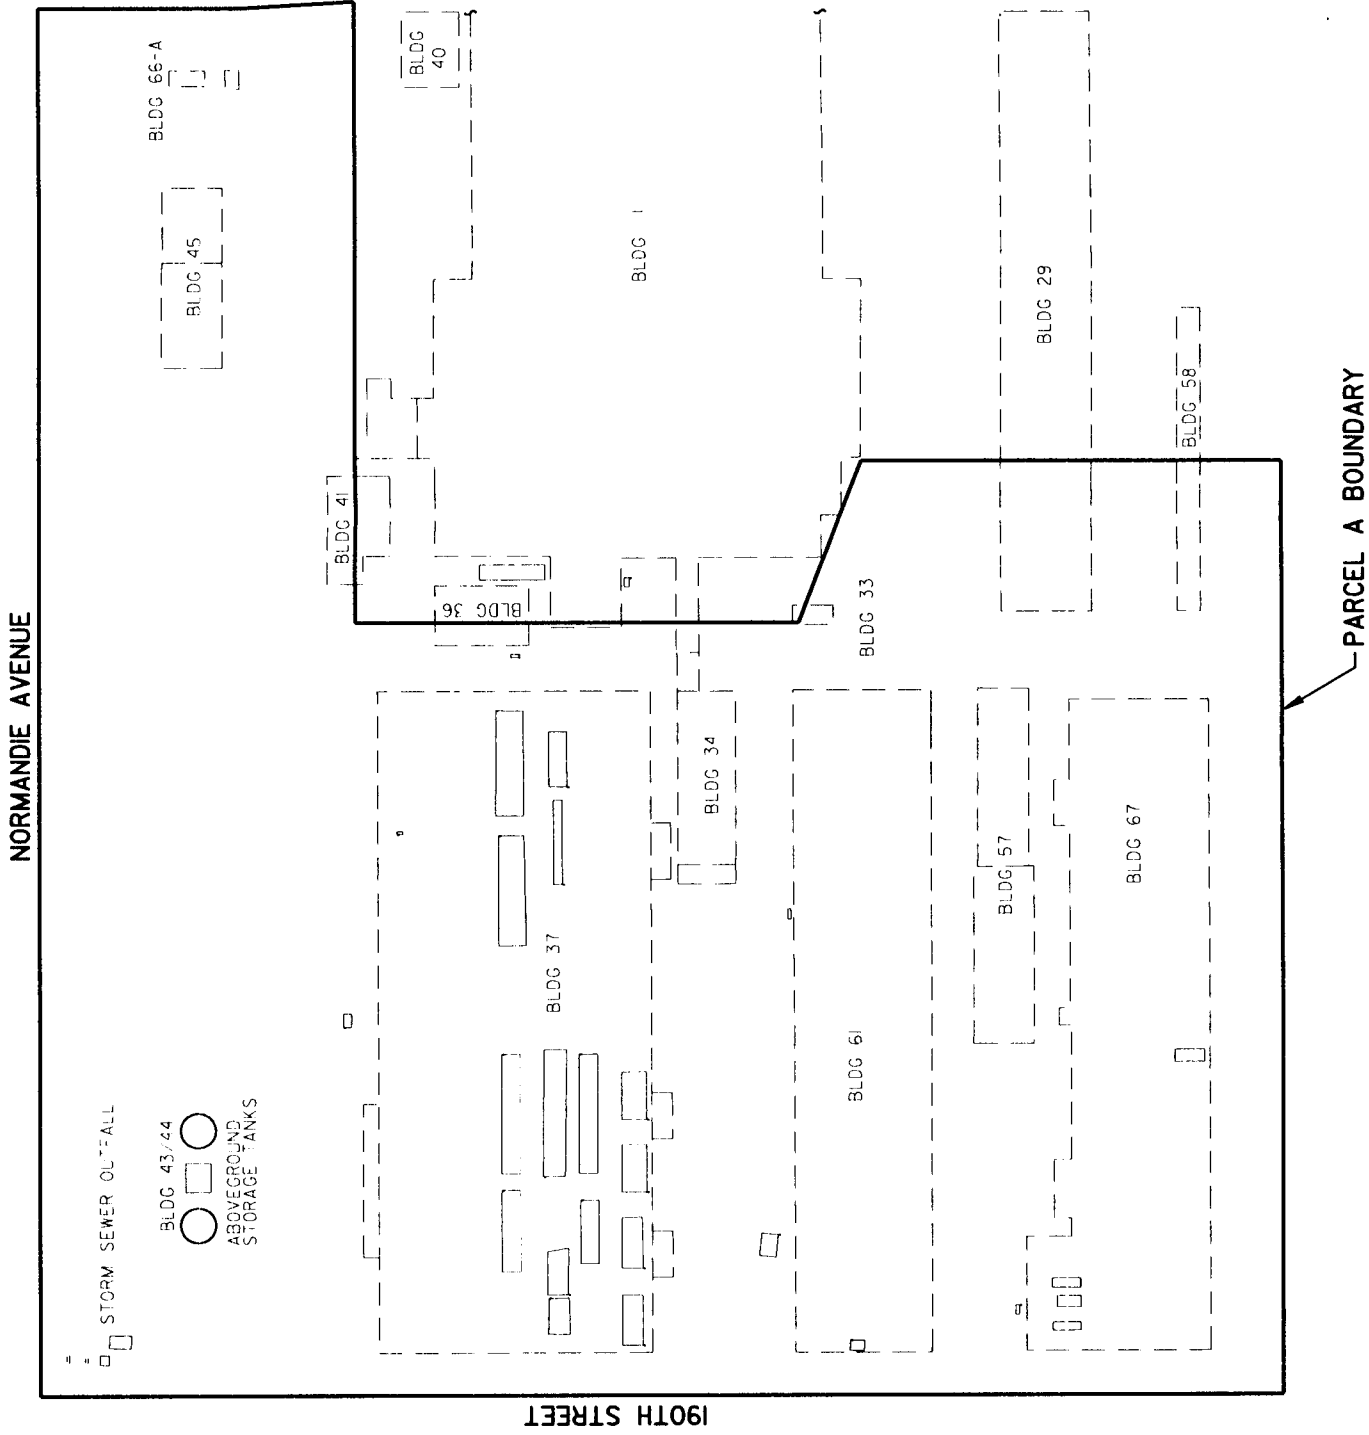 NORMANDIE AVENUE
BLDG 66-A
BLDG 45
BLDG
40
BLDG 1
BLDG 29
BLDG 58
BLDG 41
BLDG 36
BLDG 33
PARCEL A BOUNDARY
BLDG 34
BLDG 37
BLDG 61
BLDG 57
BLDG 67
STORM SEWER OUTFALL
BLDG 43/44
ABOVEGROUND
STORAGE TANKS
190TH STREET